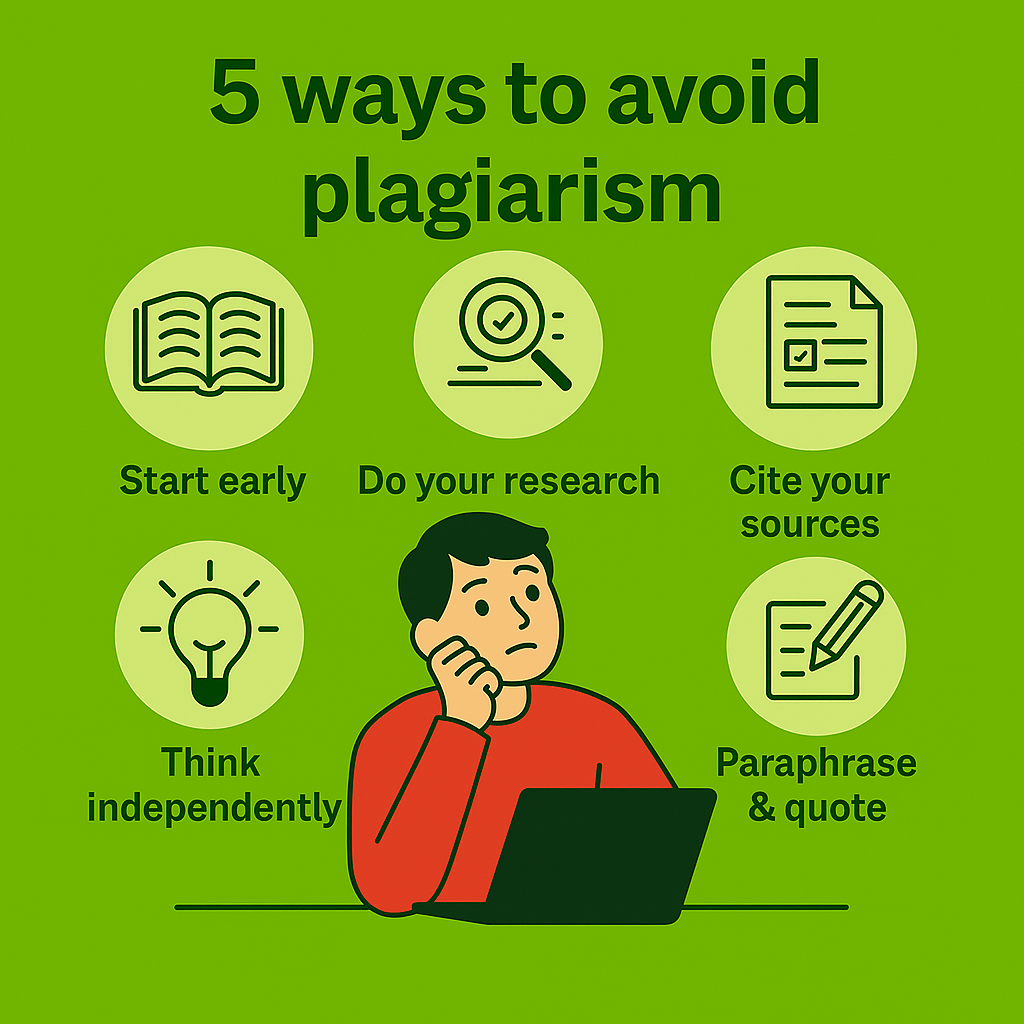 5 ways to avoid
plagiarism
Start early
Do your research
Cite your
sources
Think
independently
Paraphrase
& quote